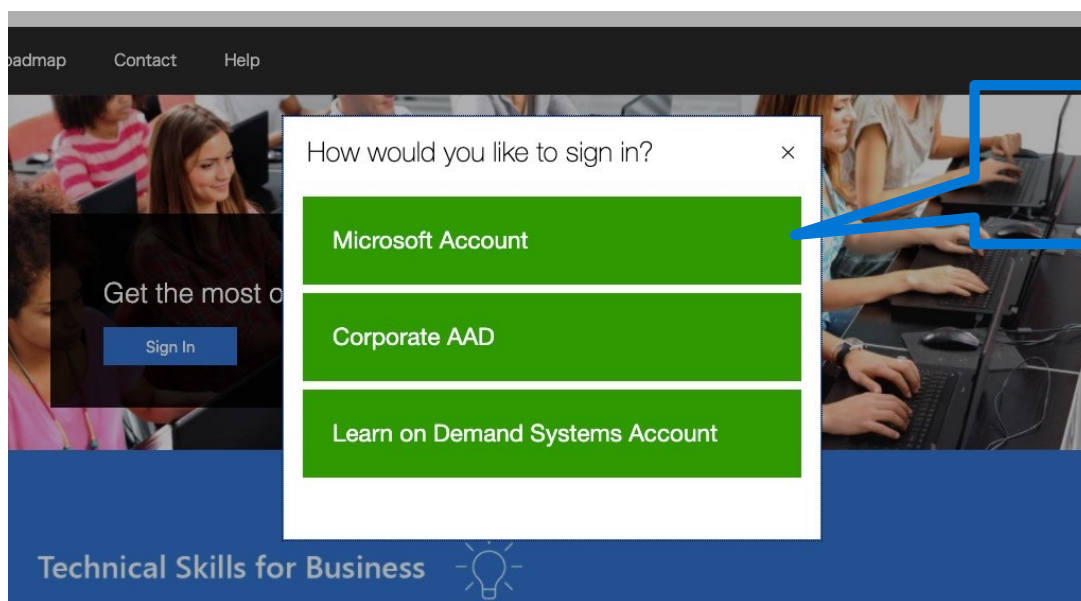 Contact Help
How would you like to sign in? ×
Microsoft Account
Get the most
Sign In
Corporate AAD
Learn on Demand Systems Account
Technical Skills for Business